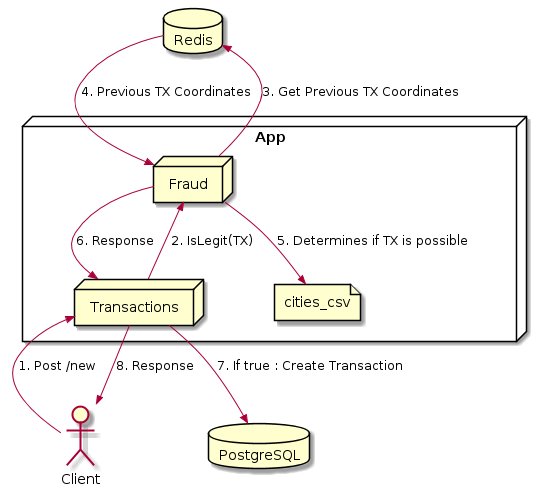 Redis
4. Previous TX Coordinates
3. Get Previous TX Coordinates
App
Fraud
6. Response
2. IsLegit(TX)
5. Determines if TX is possible
Transactions
cities_csv
1. Post /new
8. Response
7. If true : Create Transaction
Client
PostgreSQL